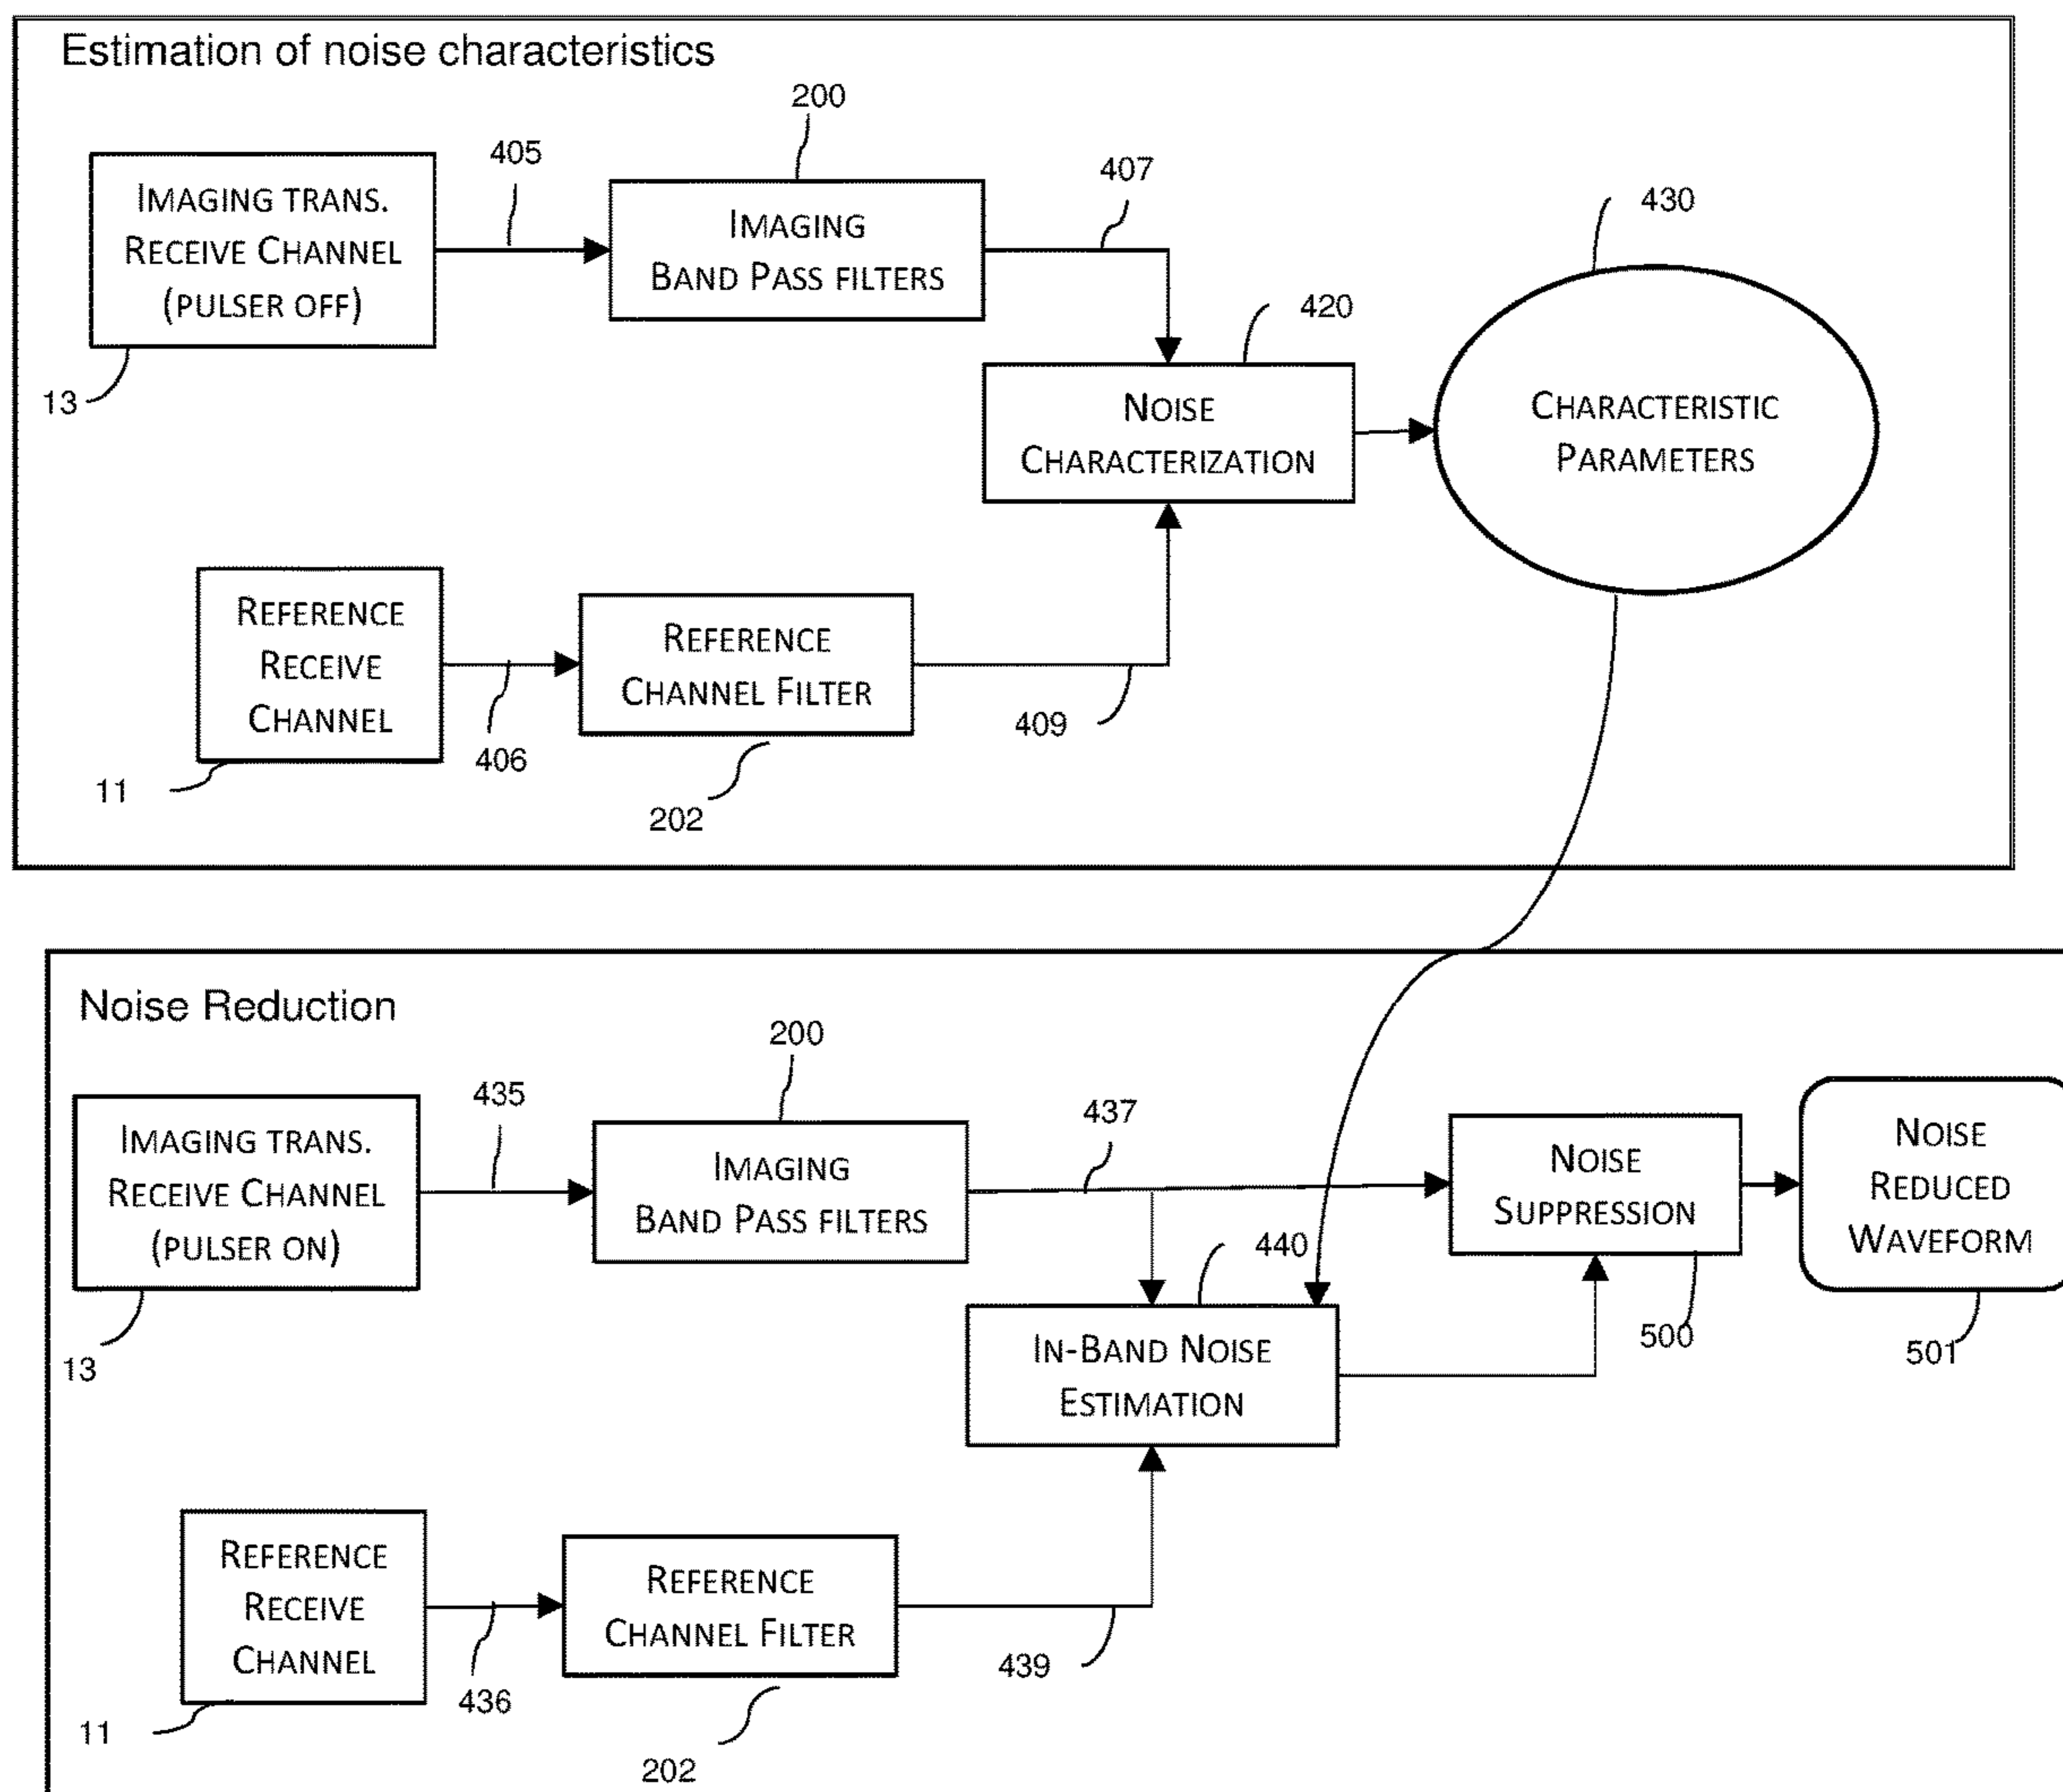 Estimation of noise characteristics
200
405
407
430
IMAGING TRANS.
RECEIVE CHANNEL
(PULSER OFF)
IMAGING
BAND PASS FILTERS
420
13
NOISE
CHARACTERIZATION
CHARACTERISTIC
PARAMETERS
REFERENCE
RECEIVE
CHANNEL
REFERENCE
CHANNEL FILTER
406
409
11
202
Noise Reduction
200
435
437
IMAGING TRANS.
RECEIVE CHANNEL
(PULSER ON)
IMAGING
BAND PASS FILTERS
NOISE
SUPPRESSION
NOISE
REDUCED
WAVEFORM
440
500
501
13
IN-BAND NOISE
ESTIMATION
REFERENCE
RECEIVE
CHANNEL
REFERENCE
CHANNEL FILTER
436
439
11
202